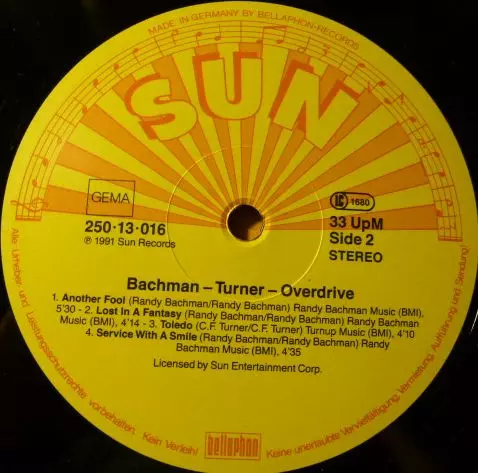 MADE IN GERMANY BY BELLAPHON-RECORDS
SUN
GEMA
LC 1680
250·13·016
℗ 1991 Sun Records
33 UpM
Side 2
STEREO
Bachman – Turner – Overdrive
1. Another Fool (Randy Bachman/Randy Bachman) Randy Bachman Music (BMI),
5'30 - 2. Lost In A Fantasy (Randy Bachman/Randy Bachman) Randy Bachman
Music (BMI), 4'14 - 3. Toledo (C.F. Turner/C.F. Turner) Turnup Music (BMI), 4'10
4. Service With A Smile (Randy Bachman/Randy Bachman) Randy
Bachman Music (BMI), 4'35
Licensed by Sun Entertainment Corp.
Alle Urheber- und Leistungsschutzrechte vorbehalten. Kein Verleih! Keine unerlaubte Vervielfältigung, Vermietung, Aufführung und Sendung!
bellaphon